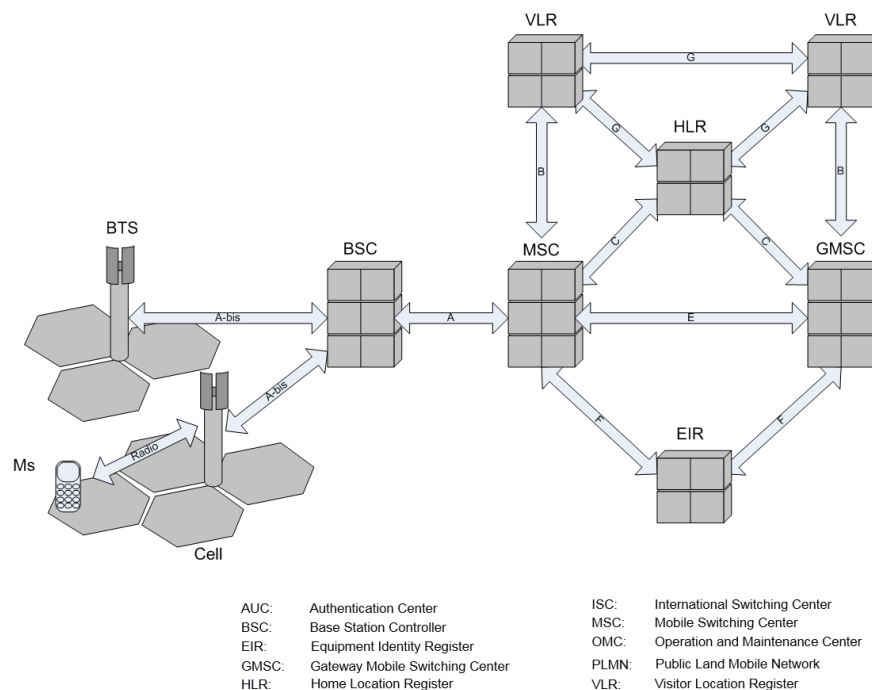 VLR
VLR
G
G
HLR
G
B
B
BTS
BSC
MSC
C
C
GMSC
A-bis
A
E
A-bis
F
F
Radio
EIR
Ms
Cell
AUC: Authentication Center
BSC: Base Station Controller
EIR: Equipment Identity Register
GMSC: Gateway Mobile Switching Center
HLR: Home Location Register
ISC: International Switching Center
MSC: Mobile Switching Center
OMC: Operation and Maintenance Center
PLMN: Public Land Mobile Network
VLR: Visitor Location Register